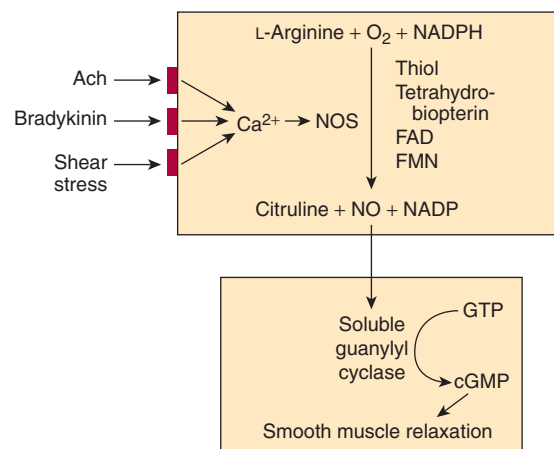 L-Arginine + O2 + NADPH
Ach
Bradykinin
Shear
stress
Ca2+
NOS
Thiol
Tetrahydro-
biopterin
FAD
FMN
Citruline + NO + NADP
Soluble
guanylyl
cyclase
GTP
cGMP
Smooth muscle relaxation